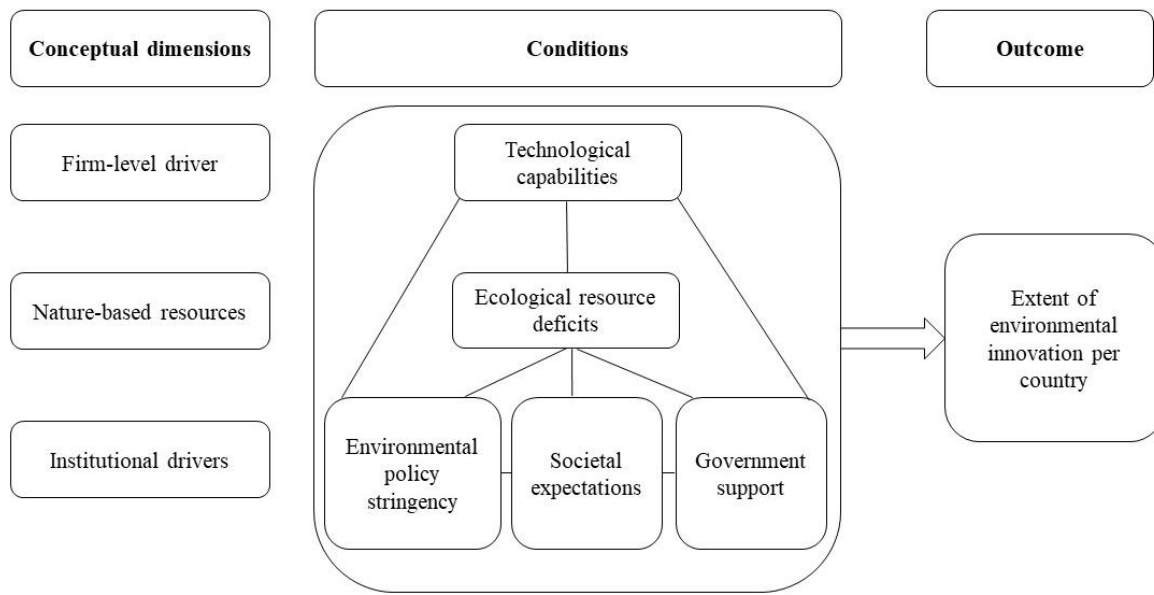 Conceptual dimensions
Conditions
Outcome
Firm-level driver
Technological
capabilities
Nature-based resources
Ecological resource
deficits
Extent of
environmental
innovation per
country
Institutional drivers
Environmental
policy
stringency
Societal
expectations
Government
support